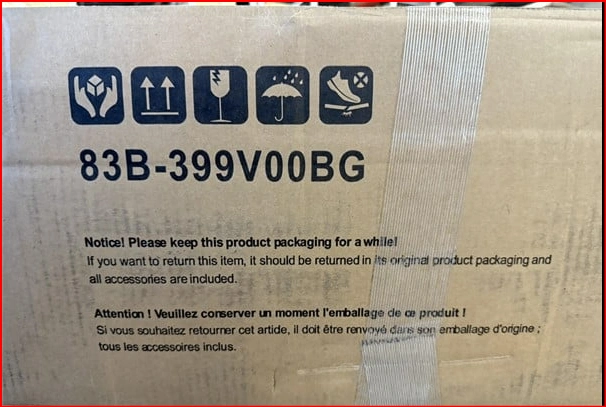 83B-399V00BG
Notice! Please keep this product packaging for a while!
If you want to return this item, it should be returned in its original product packaging and
all accessories are included.
Attention ! Veuillez conserver un moment l'emballage de ce produit !
Si vous souhaitez retourner cet artide, il doit être renvoyé dans son emballage d'origine ;
tous les accessoires inclus.